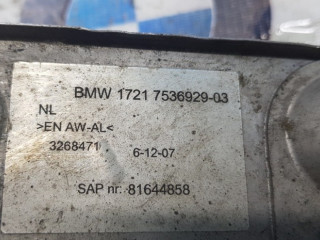 BMW 1721 7536929-03
NL
>EN AW-AL<
3268471 6-12-07
SAP nr: 81644858